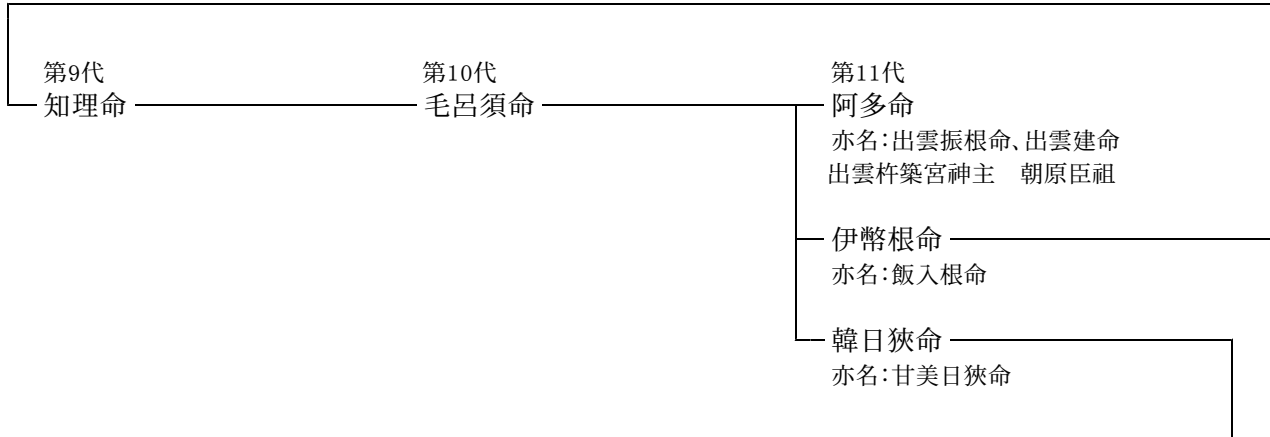 第9代
知理命
第10代
毛呂須命
第11代
阿多命
亦名：出雲振根命、出雲建命
出雲杵築宮神主　朝原臣祖
伊幣根命
亦名：飯入根命
韓日狹命
亦名：甘美日狹命